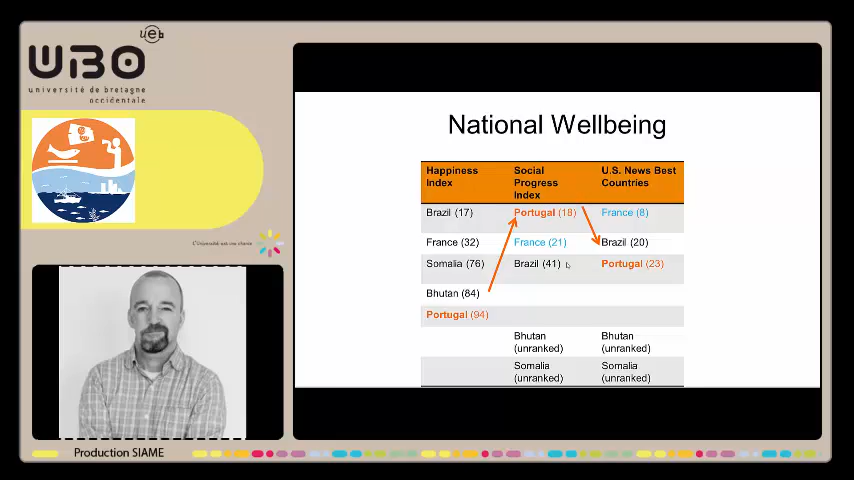 ueb
UBO
université de bretagne
occidentale
L'Université est une chance
National Wellbeing
Happiness Index
Social Progress Index
U.S. News Best Countries
Brazil (17)
Portugal (18)
France (8)
France (32)
France (21)
Brazil (20)
Somalia (76)
Brazil (41)
Portugal (23)
Bhutan (84)
Portugal (94)
Bhutan (unranked)
Bhutan (unranked)
Somalia (unranked)
Somalia (unranked)
Production SIAME